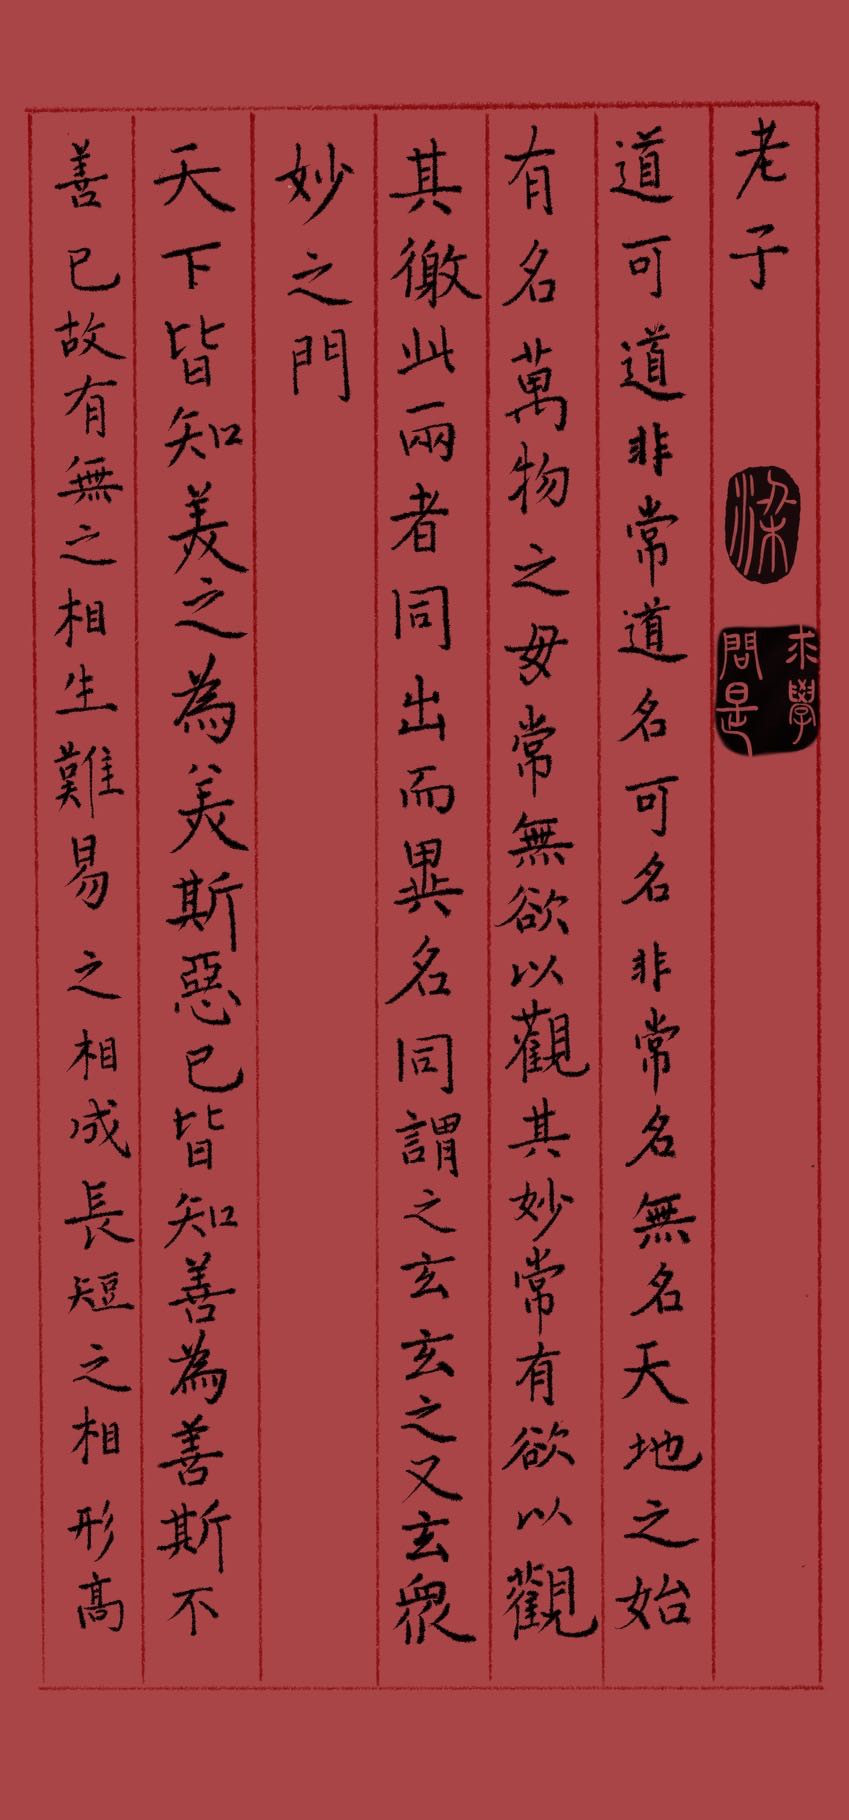 老子
梁
求學
問是
道可道非常道名可名非常名無名天地之始
有名萬物之母常無欲以觀其妙常有欲以觀
其徼此兩者同出而異名同謂之玄玄之又玄眾
妙之門
天下皆知美之為美斯惡已皆知善為善斯不
善已故有無之相生難易之相成長短之相形高